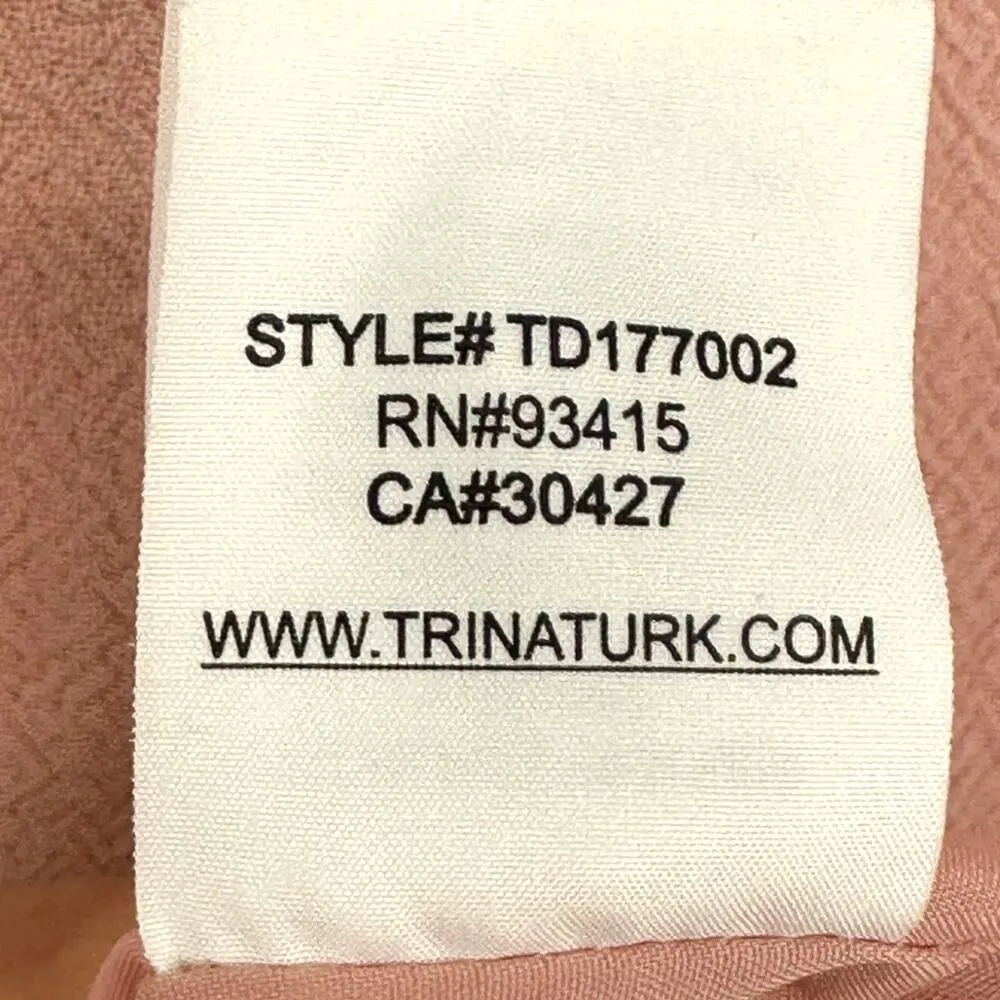 STYLE# TD177002
RN#93415
CA#30427
WWW.TRINATURK.COM